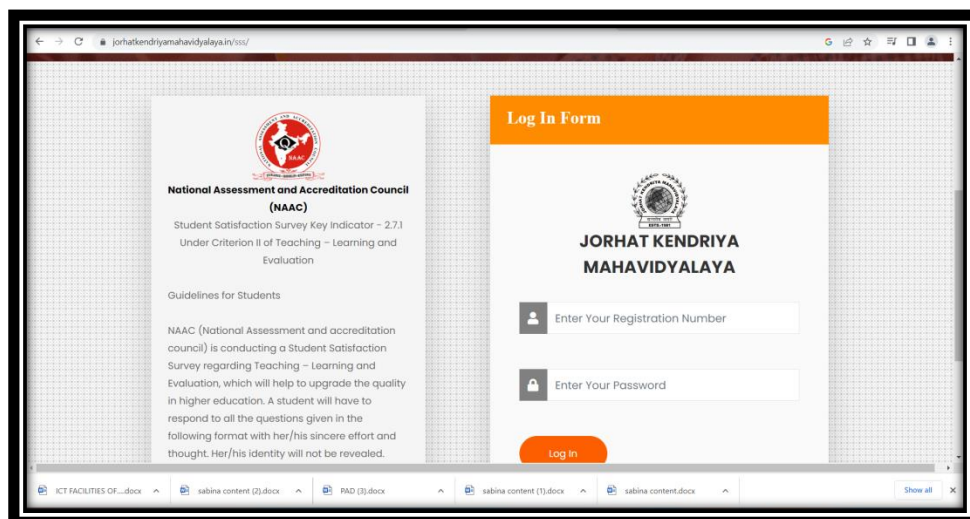 jorhatkendriyamahavidyalaya.in/sss/
NAAC
National Assessment and Accreditation Council
(NAAC)
Student Satisfaction Survey Key Indicator - 2.7.1
Under Criterion II of Teaching – Learning and
Evaluation
Guidelines for Students
NAAC (National Assessment and accreditation
council) is conducting a Student Satisfaction
Survey regarding Teaching – Learning and
Evaluation, which will help to upgrade the quality
in higher education. A student will have to
respond to all the questions given in the
following format with her/his sincere effort and
thought. Her/his identity will not be revealed.
Log In Form
JORHAT KENDRIYA
MAHAVIDYALAYA
Enter Your Registration Number
Enter Your Password
Log In
ICT FACILITIES OF....docx
sabina content (2).docx
PAD (3).docx
sabina content (1).docx
sabina content.docx
Show all